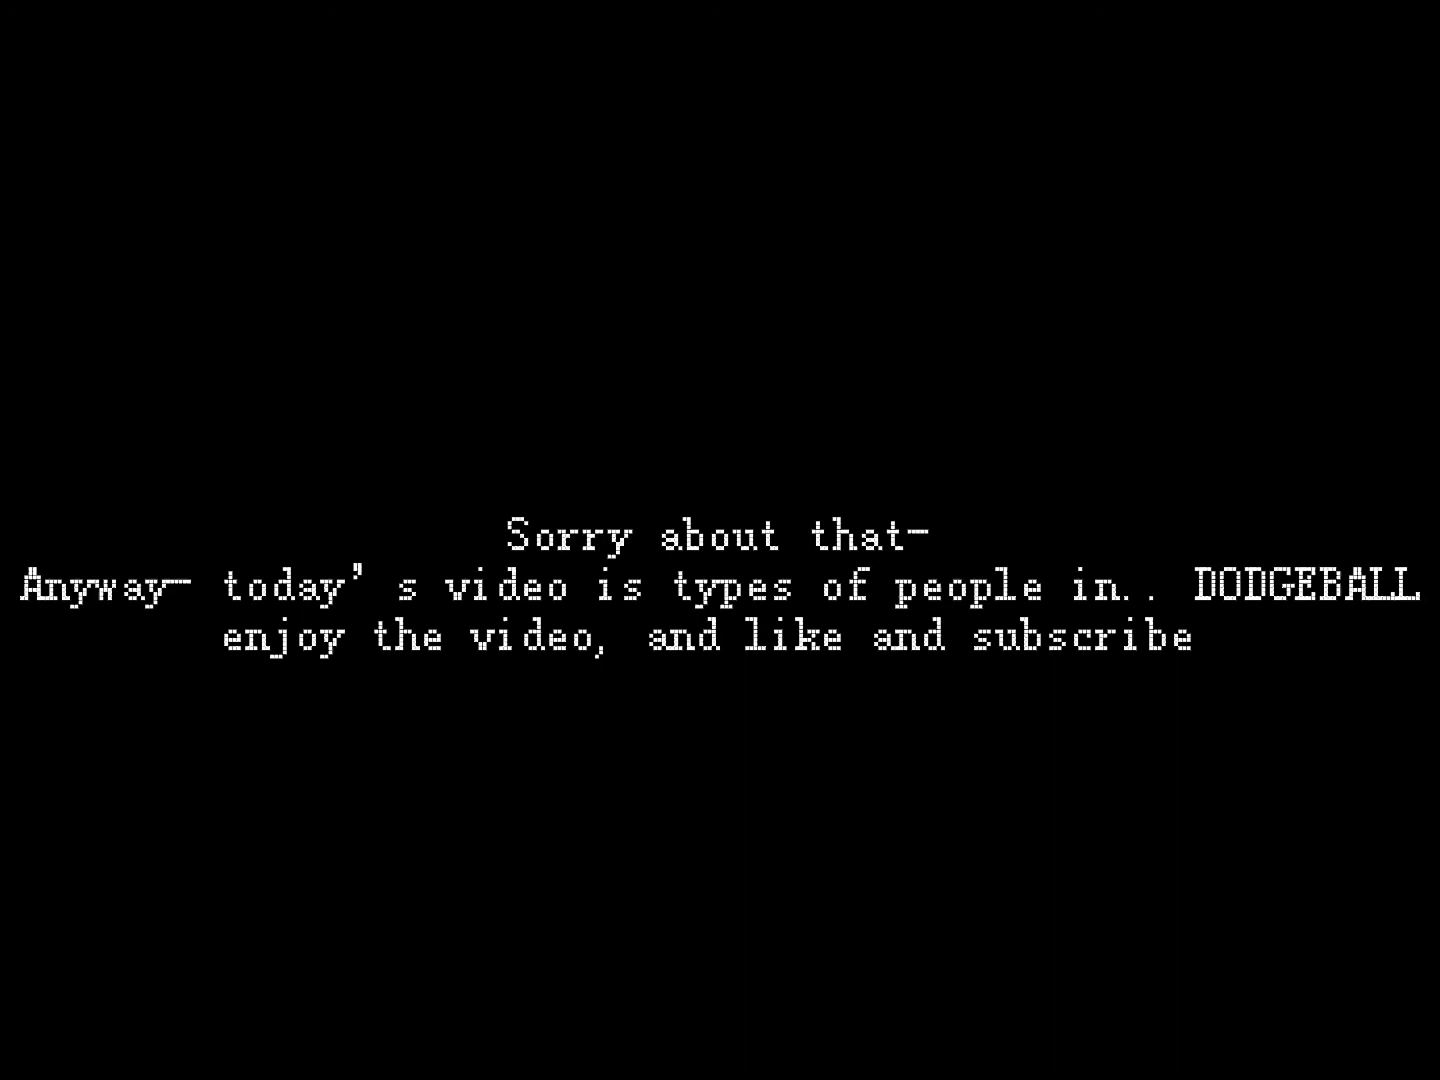 Sorry about that-
Anyway- today's video is types of people in.. DODGEBALL
enjoy the video, and like and subscribe